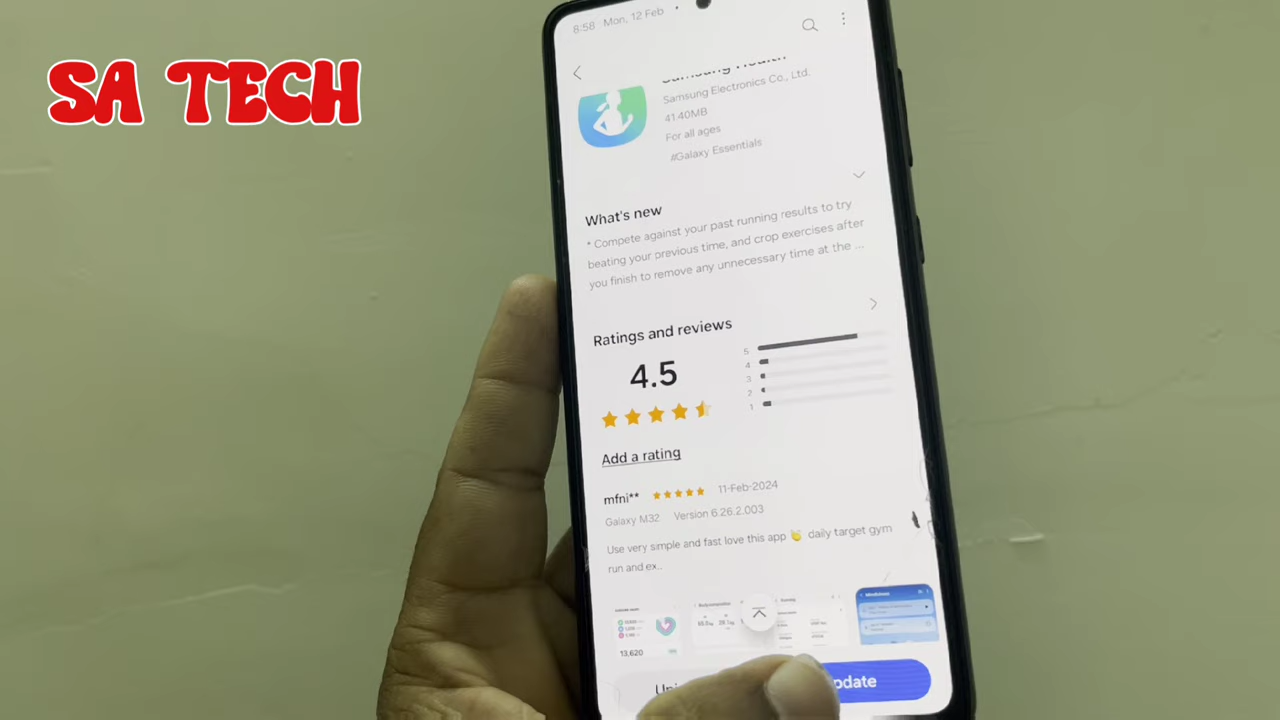 SA TECH
8:58 Mon, 12 Feb
Samsung Health
Samsung Electronics Co., Ltd.
41.40MB
For all ages
#Galaxy Essentials
What's new
* Compete against your past running results to try
beating your previous time, and crop exercises after
you finish to remove any unnecessary time at the ...
Ratings and reviews
4.5
5
4
3
2
1
Add a rating
mfni** 11-Feb-2024
Galaxy M32 Version 6.26.2.003
Use very simple and fast love this app daily target gym
run and ex..
13,620